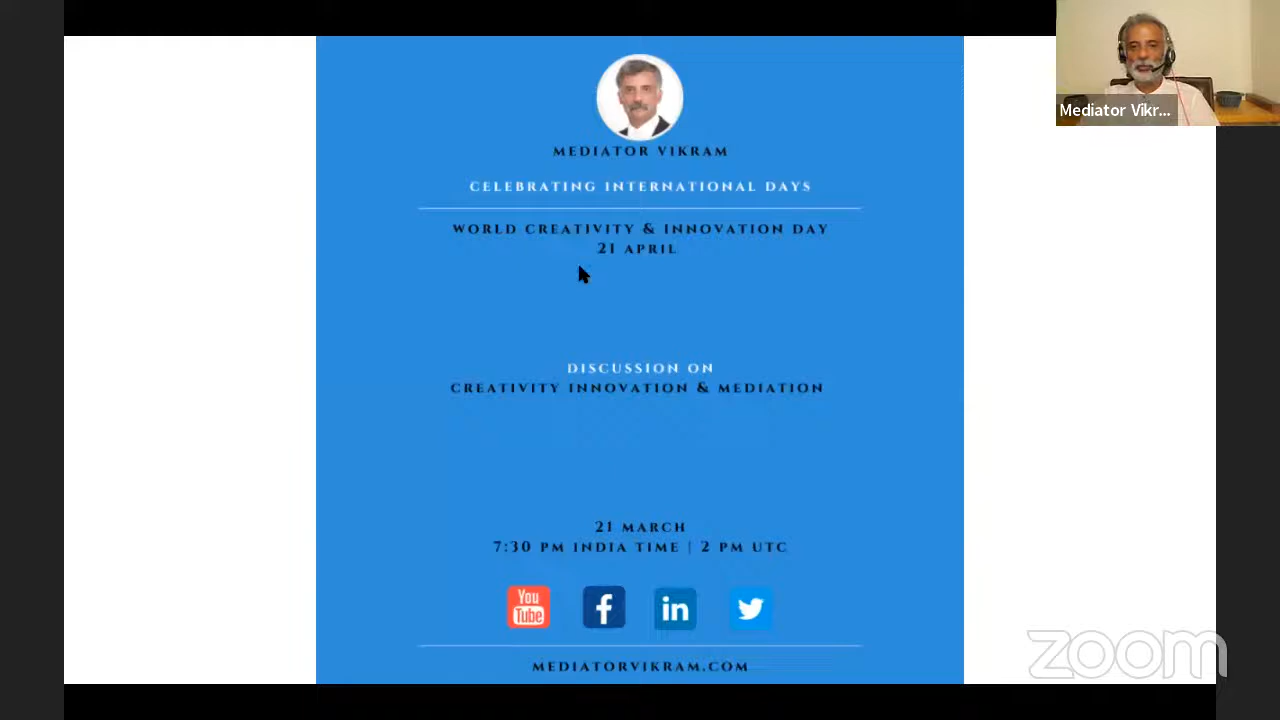 Mediator Vikr...
MEDIATOR VIKRAM
CELEBRATING INTERNATIONAL DAYS
WORLD CREATIVITY & INNOVATION DAY
21 APRIL
DISCUSSION ON
CREATIVITY INNOVATION & MEDIATION
21 MARCH
7:30 PM INDIA TIME | 2 PM UTC
You
Tube
f
in
MEDIATORVIKRAM.COM
zoom